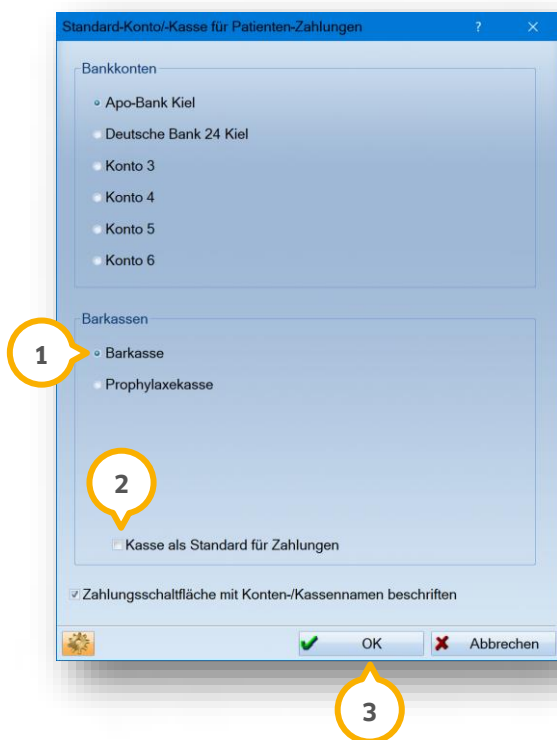 Standard-Konto/-Kasse für Patienten-Zahlungen ? ×
Bankkonten
Apo-Bank Kiel
Deutsche Bank 24 Kiel
Konto 3
Konto 4
Konto 5
Konto 6
Barkassen
1 Barkasse
Prophylaxekasse
2
Kasse als Standard für Zahlungen
Zahlungsschaltfläche mit Konten-/Kassennamen beschriften
OK Abbrechen
3